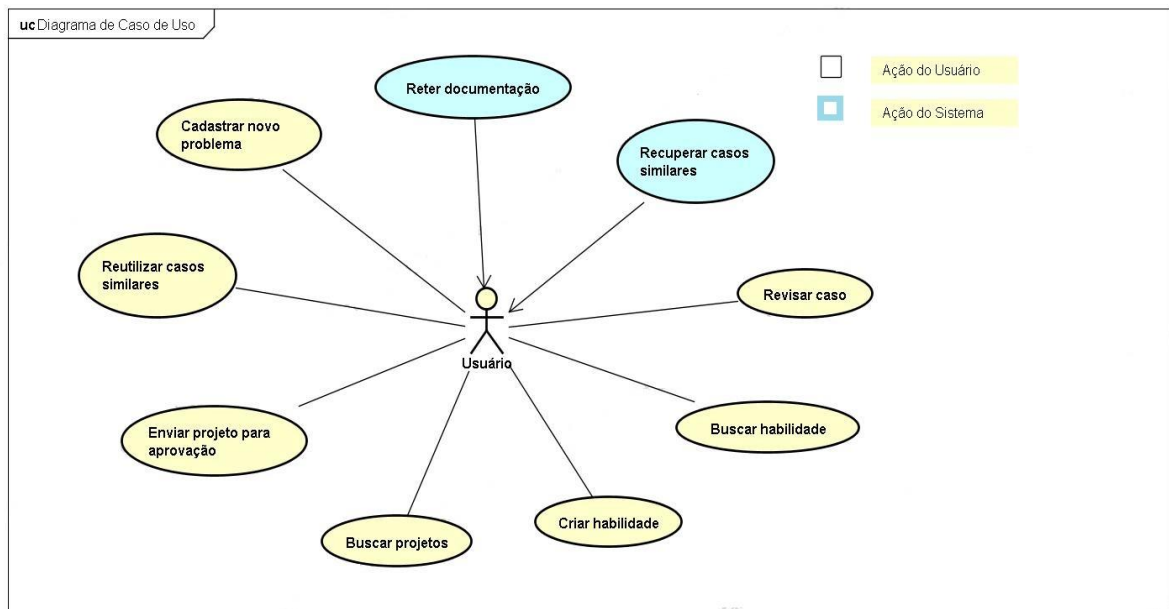 uc Diagrama de Caso de Uso
Reter documentação
Ação do Usuário
Ação do Sistema
Cadastrar novo
problema
Recuperar casos
similares
Reutilizar casos
similares
Revisar caso
Usuário
Enviar projeto para
aprovação
Buscar habilidade
Criar habilidade
Buscar projetos